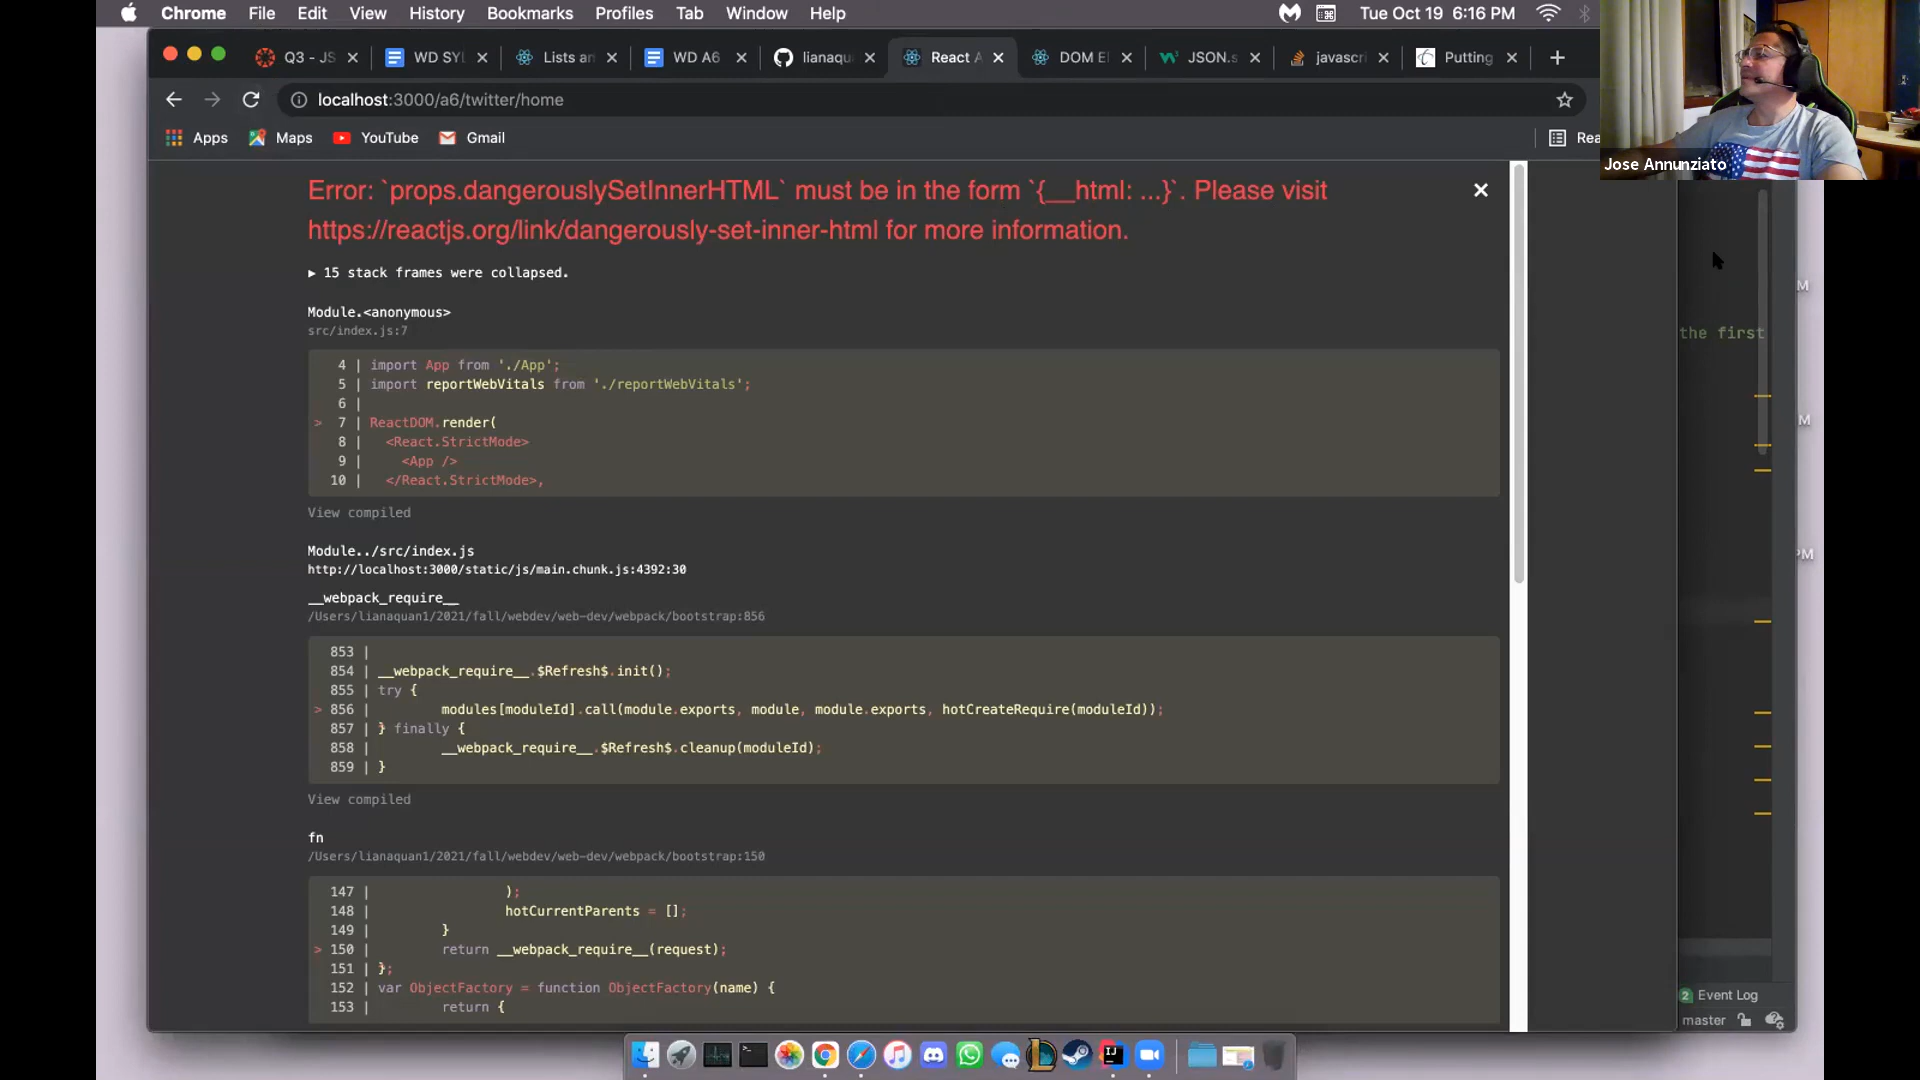 Chrome File Edit View History Bookmarks Profiles Tab Window Help Tue Oct 19 6:16 PM
Q3 - JS WD SYL Lists an WD A6 lianaqua React A DOM El JSON.s javascri Putting
localhost:3000/a6/twitter/home
Apps Maps YouTube Gmail Rea
Jose Annunziato
Error: `props.dangerouslySetInnerHTML` must be in the form `{__html: ...}`. Please visit
https://reactjs.org/link/dangerously-set-inner-html for more information.
▶ 15 stack frames were collapsed.
Module.<anonymous>
src/index.js:7
4 | import App from './App';
5 | import reportWebVitals from './reportWebVitals';
6 |
> 7 | ReactDOM.render(
8 | <React.StrictMode>
9 | <App />
10 | </React.StrictMode>,
View compiled
Module../src/index.js
http://localhost:3000/static/js/main.chunk.js:4392:30
__webpack_require__
/Users/lianaquan1/2021/fall/webdev/web-dev/webpack/bootstrap:856
853 |
854 | __webpack_require__.$Refresh$.init();
855 | try {
> 856 | modules[moduleId].call(module.exports, module, module.exports, hotCreateRequire(moduleId));
857 | } finally {
858 | __webpack_require__.$Refresh$.cleanup(moduleId);
859 | }
View compiled
fn
/Users/lianaquan1/2021/fall/webdev/web-dev/webpack/bootstrap:150
147 | );
148 | hotCurrentParents = [];
149 | }
> 150 | return __webpack_require__(request);
151 | };
152 | var ObjectFactory = function ObjectFactory(name) {
153 | return {
M
the first
M
PM
2 Event Log
master